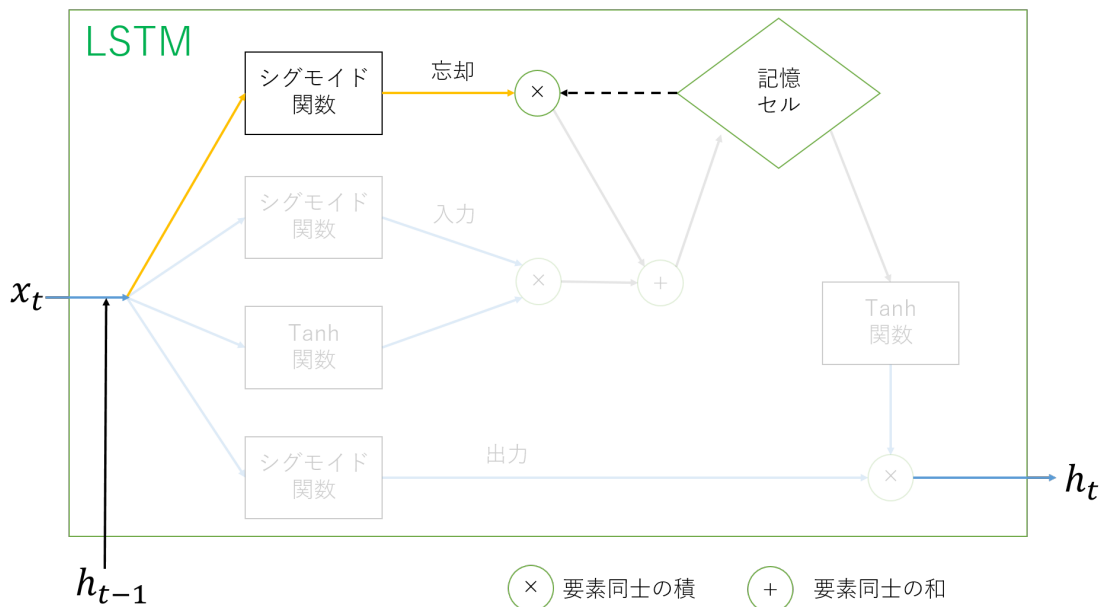 LSTM
シグモイド
関数
忘却
×
記憶
セル
シグモイド
関数
入力
×
+
x_t
Tanh
関数
Tanh
関数
シグモイド
関数
出力
×
h_t
h_{t-1}
× 要素同士の積
+ 要素同士の和